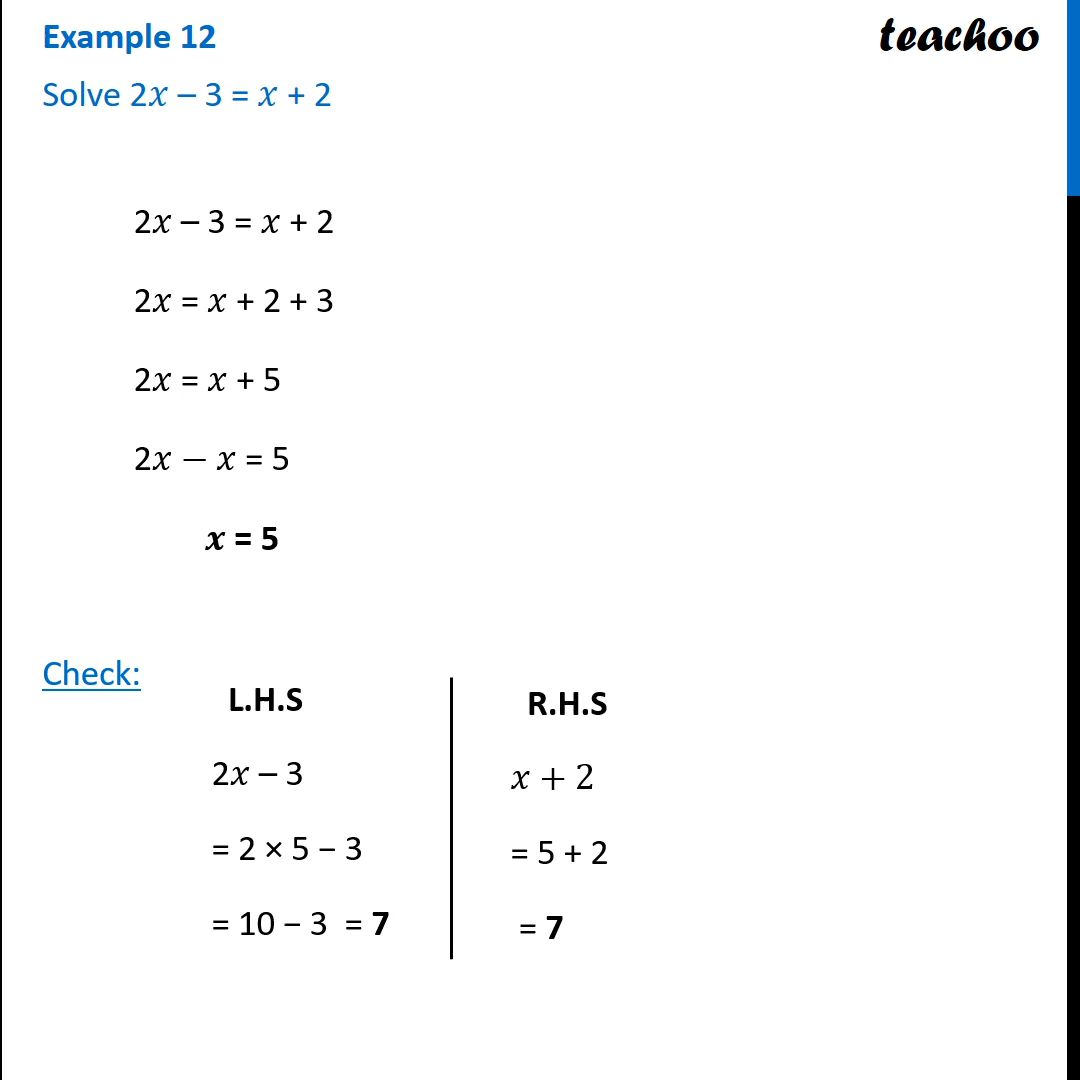 Example 12
teachoo
Solve 2𝑥 – 3 = 𝑥 + 2
2𝑥 – 3 = 𝑥 + 2
2𝑥 = 𝑥 + 2 + 3
2𝑥 = 𝑥 + 5
2𝑥 − 𝑥 = 5
𝒙 = 5
Check:
L.H.S
2𝑥 – 3
= 2 × 5 − 3
= 10 − 3 = 7
R.H.S
𝑥 + 2
= 5 + 2
= 7